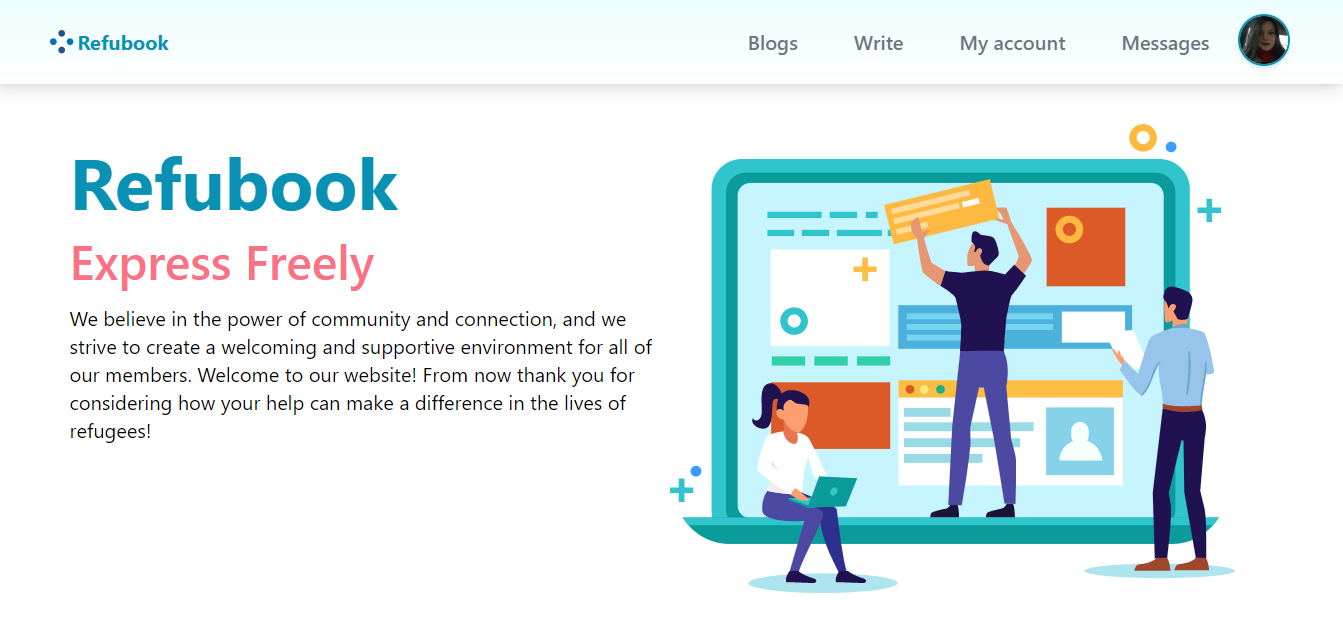 Refubook
Blogs
Write
My account
Messages
Refubook
Express Freely
We believe in the power of community and connection, and we
strive to create a welcoming and supportive environment for all of
our members. Welcome to our website! From now thank you for
considering how your help can make a difference in the lives of
refugees!